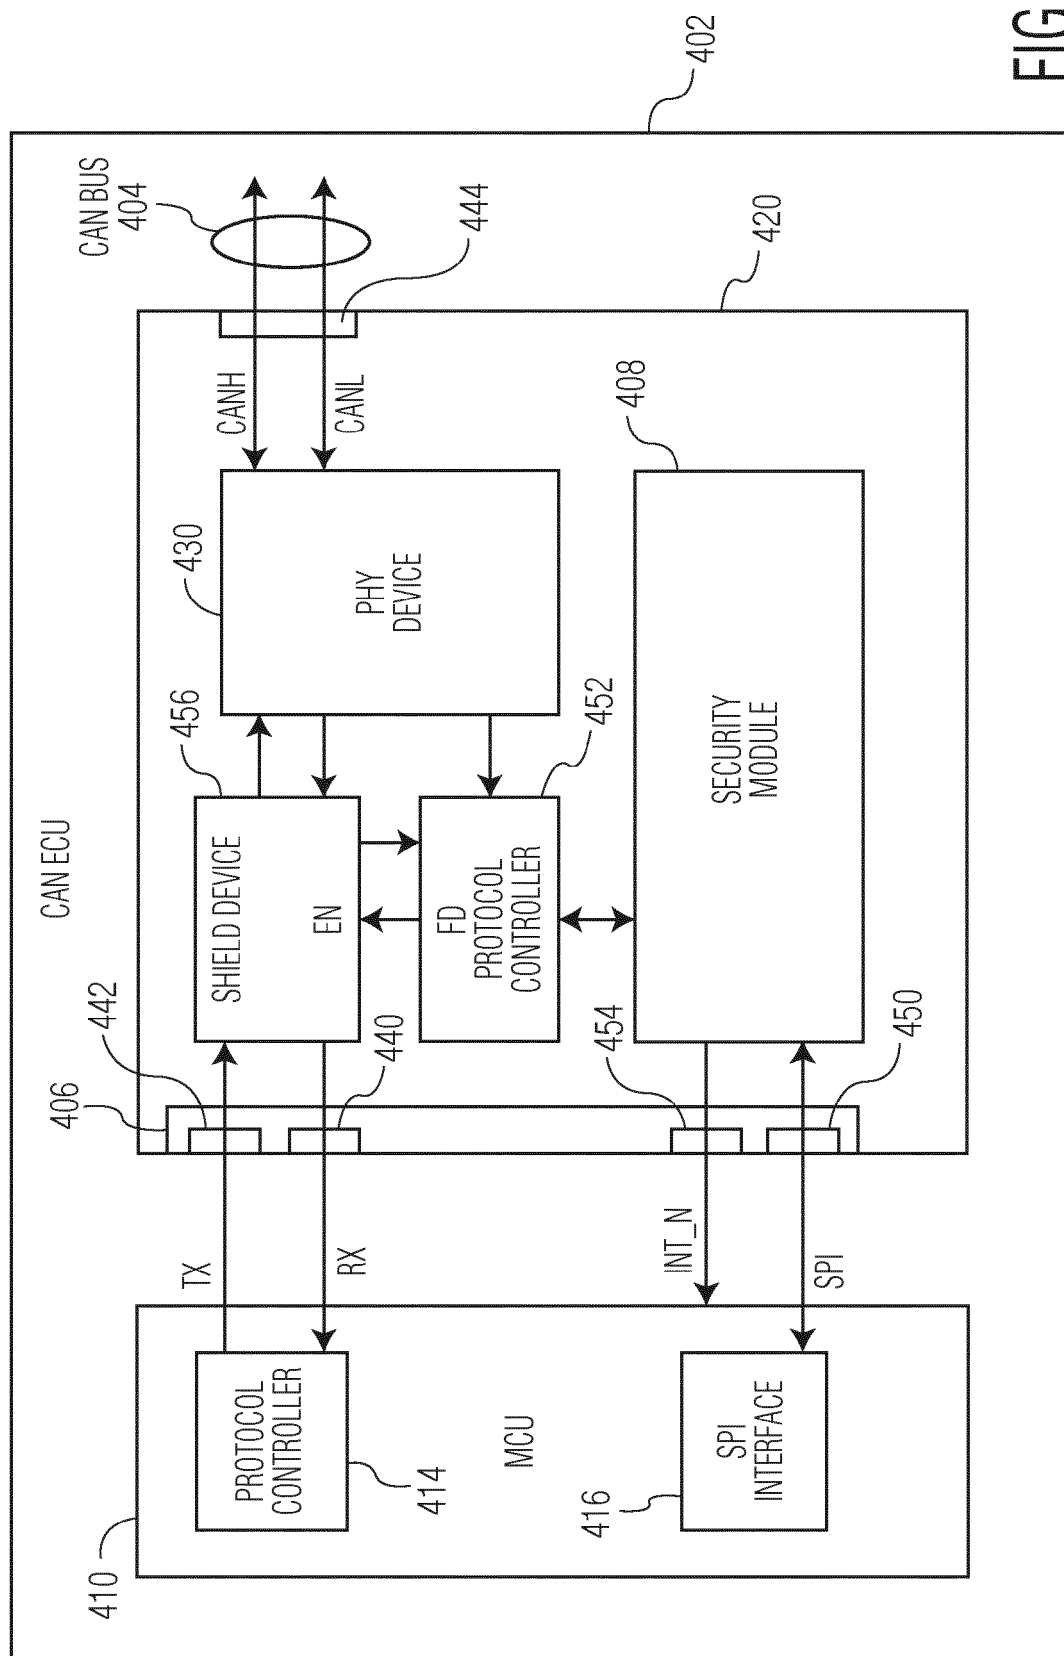 CAN ECU
CAN BUS
404
402
406
442
456
430
CANH
CANL
444
TX
RX
SHIELD DEVICE
EN
PHY
DEVICE
440
FD
PROTOCOL
CONTROLLER
452
420
410
PROTOCOL
CONTROLLER
414
MCU
INT_N
454
SPI
450
416
SPI
INTERFACE
SECURITY
MODULE
408
FIG